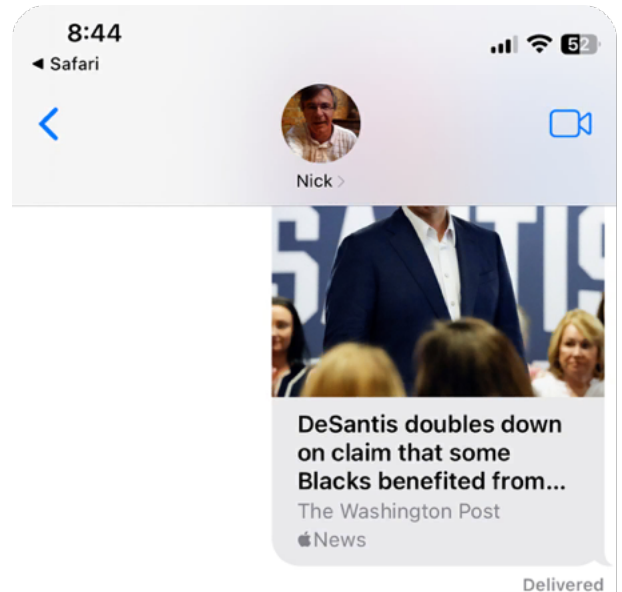 8:44
Safari
52
Nick
SANTIS
DeSantis doubles down
on claim that some
Blacks benefited from...
The Washington Post
News
Delivered